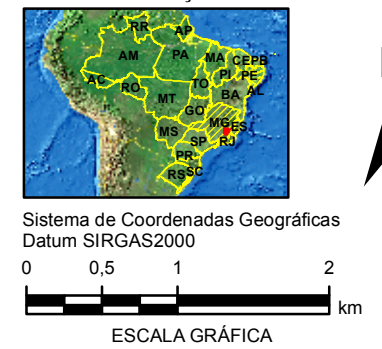 RR AP
AM PA MA CE PB
PI PE
AC RO TO AL
MT BA
GO
MG ES
MS SP RJ
PR
RS SC
Sistema de Coordenadas Geográficas
Datum SIRGAS2000
0 0,5 1 2
km
ESCALA GRÁFICA